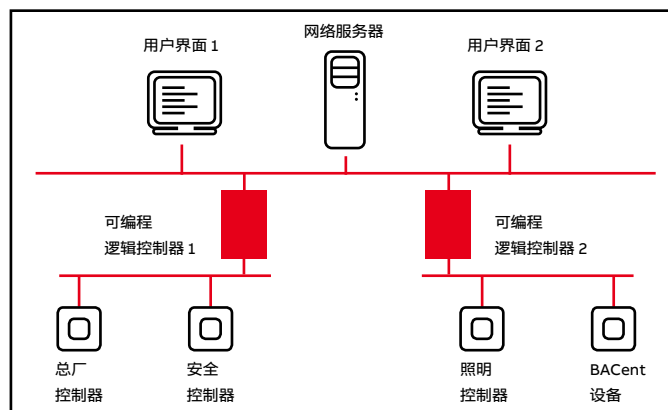 网络服务器
用户界面 1
用户界面 2
可编程
逻辑控制器 1
可编程
逻辑控制器 2
总厂
控制器
安全
控制器
照明
控制器
BACent
设备